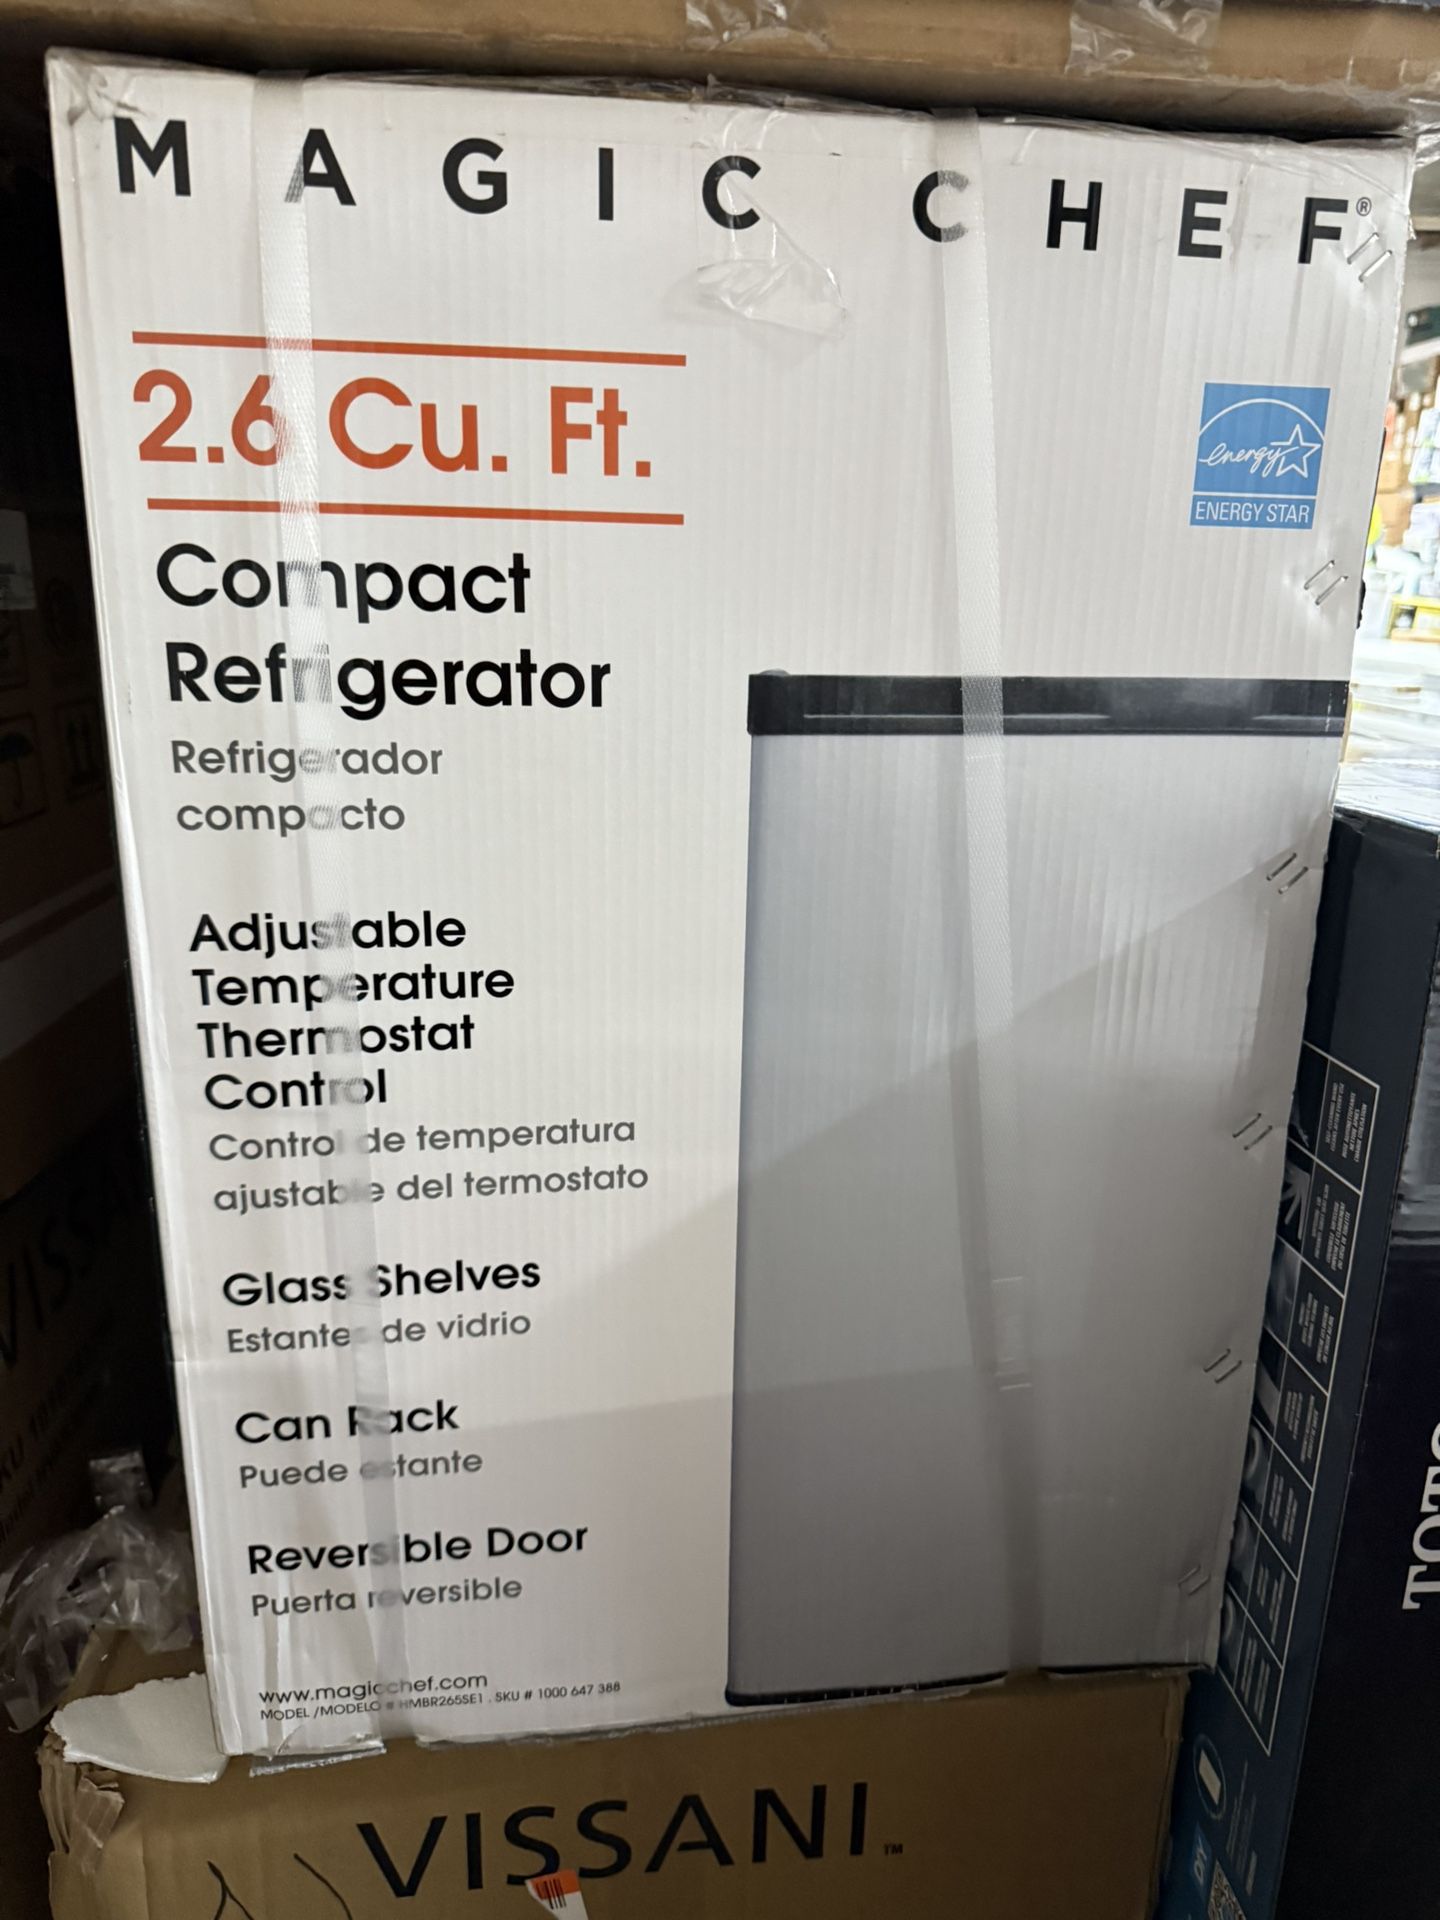 MAGIC CHEF®
2.6 Cu. Ft.
energy
ENERGY STAR
Compact
Refrigerator
Refrigerador
compacto
Adjustable
Temperature
Thermostat
Control
Control de temperatura
ajustable del termostato
Glass Shelves
Estantes de vidrio
Can Rack
Puede estante
Reversible Door
Puerta reversible
www.magicchef.com
MODEL /MODELO # HMBR265SE1 . SKU # 1000 647 388
VISSANI™